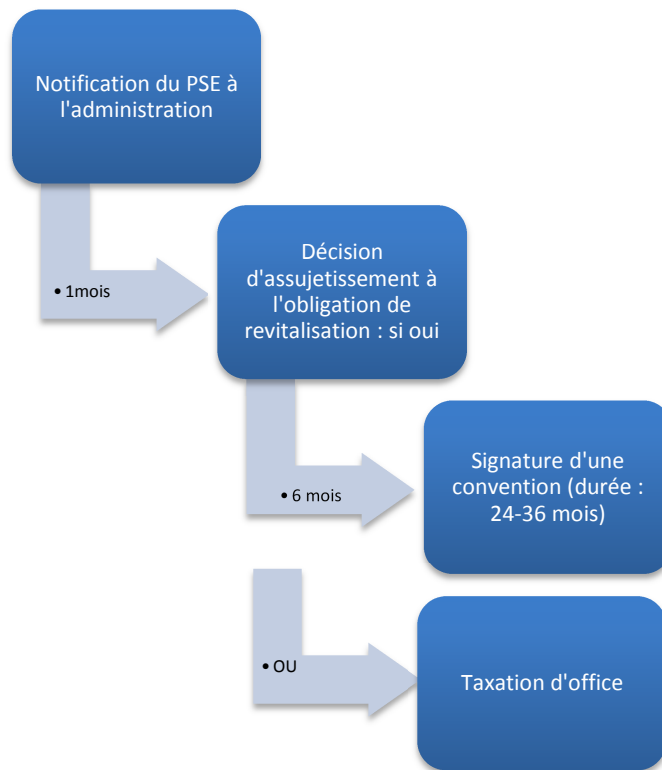 Notification du PSE à
l'administration
• 1mois
Décision
d'assujetissement à
l'obligation de
revitalisation : si oui
• 6 mois
Signature d'une
convention (durée :
24-36 mois)
• OU
Taxation d'office